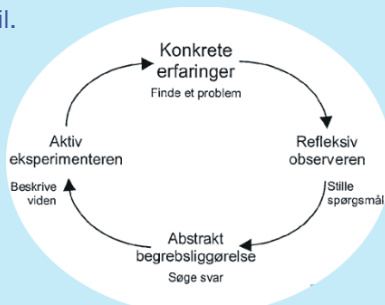 il.
Konkrete
erfaringer
Finde et problem
Refleksiv
observeren
Stille
spørgsmål
Abstrakt
begrebsliggørelse
Søge svar
Aktiv
eksperimenteren
Beskrive
viden